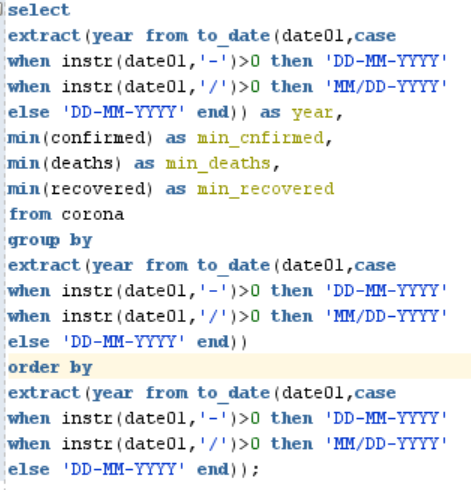 select
extract(year from to_date(date01,case
when instr(date01,'-')>0 then 'DD-MM-YYYY'
when instr(date01,'/')>0 then 'MM/DD-YYYY'
else 'DD-MM-YYYY' end)) as year,
min(confirmed) as min_cnfirmed,
min(deaths) as min_deaths,
min(recovered) as min_recovered
from corona
group by
extract(year from to_date(date01,case
when instr(date01,'-')>0 then 'DD-MM-YYYY'
when instr(date01,'/')>0 then 'MM/DD-YYYY'
else 'DD-MM-YYYY' end))
order by
extract(year from to_date(date01,case
when instr(date01,'-')>0 then 'DD-MM-YYYY'
when instr(date01,'/')>0 then 'MM/DD-YYYY'
else 'DD-MM-YYYY' end));